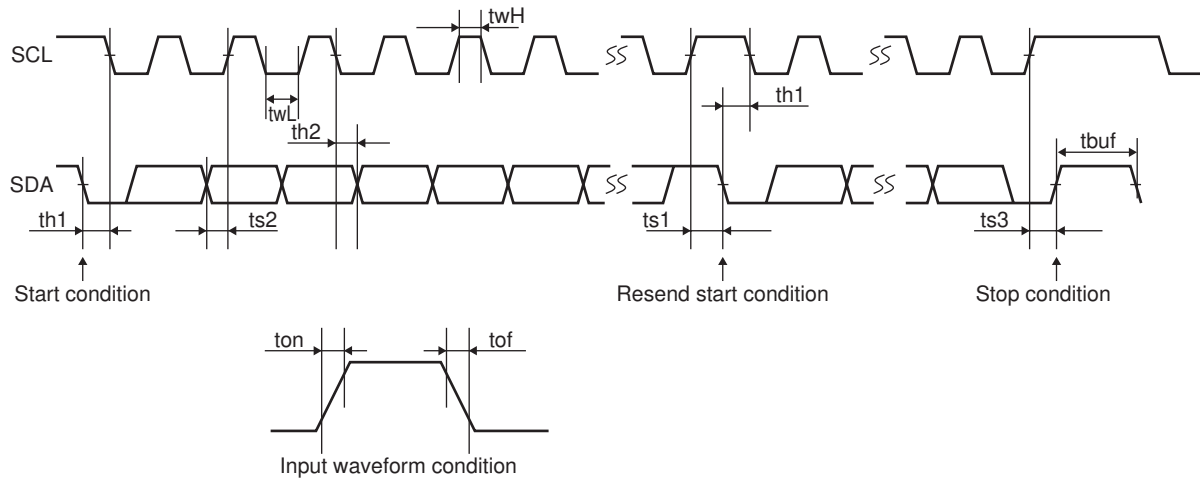 twH
SCL
twL
th1
th2
tbuf
SDA
th1
ts2
ts1
ts3
Start condition
Resend start condition
Stop condition
ton
tof
Input waveform condition